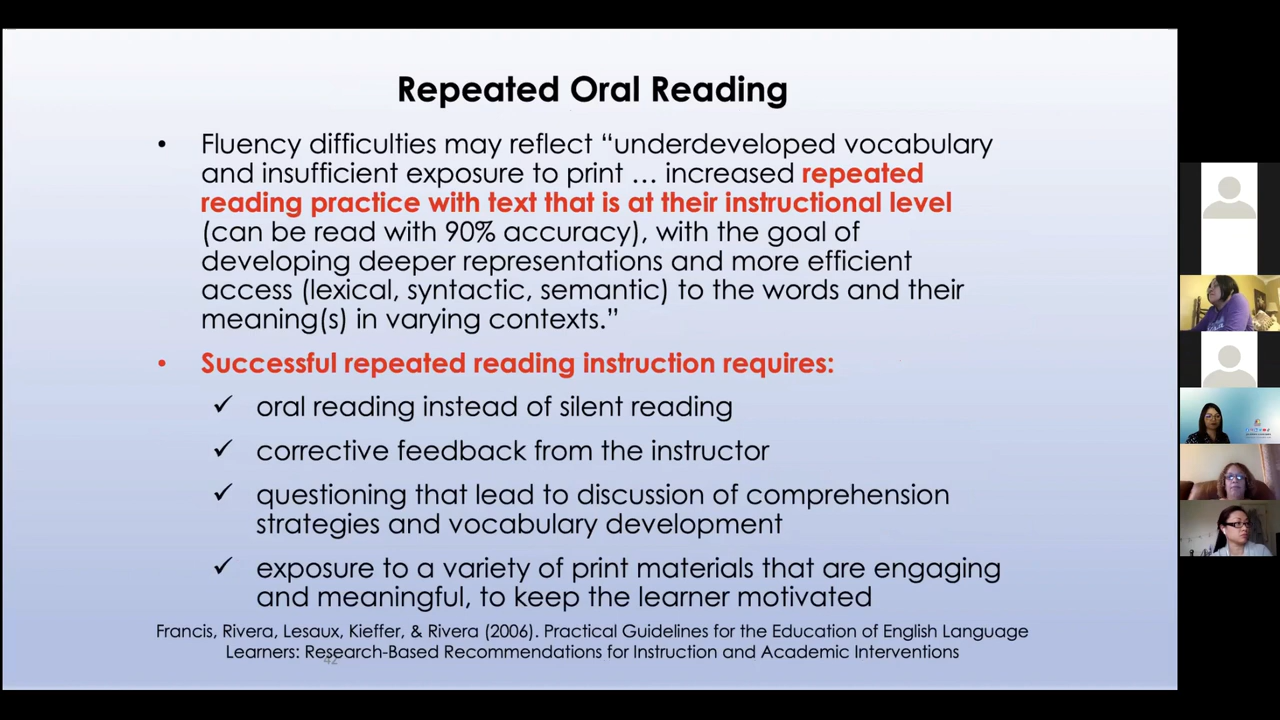 Repeated Oral Reading
• Fluency difficulties may reflect “underdeveloped vocabulary
and insufficient exposure to print … increased repeated
reading practice with text that is at their instructional level
(can be read with 90% accuracy), with the goal of
developing deeper representations and more efficient
access (lexical, syntactic, semantic) to the words and their
meaning(s) in varying contexts.”
• Successful repeated reading instruction requires:
✓ oral reading instead of silent reading
✓ corrective feedback from the instructor
✓ questioning that lead to discussion of comprehension
strategies and vocabulary development
✓ exposure to a variety of print materials that are engaging
and meaningful, to keep the learner motivated
Francis, Rivera, Lesaux, Kieffer, & Rivera (2006). Practical Guidelines for the Education of English Language
Learners: Research-Based Recommendations for Instruction and Academic Interventions
42